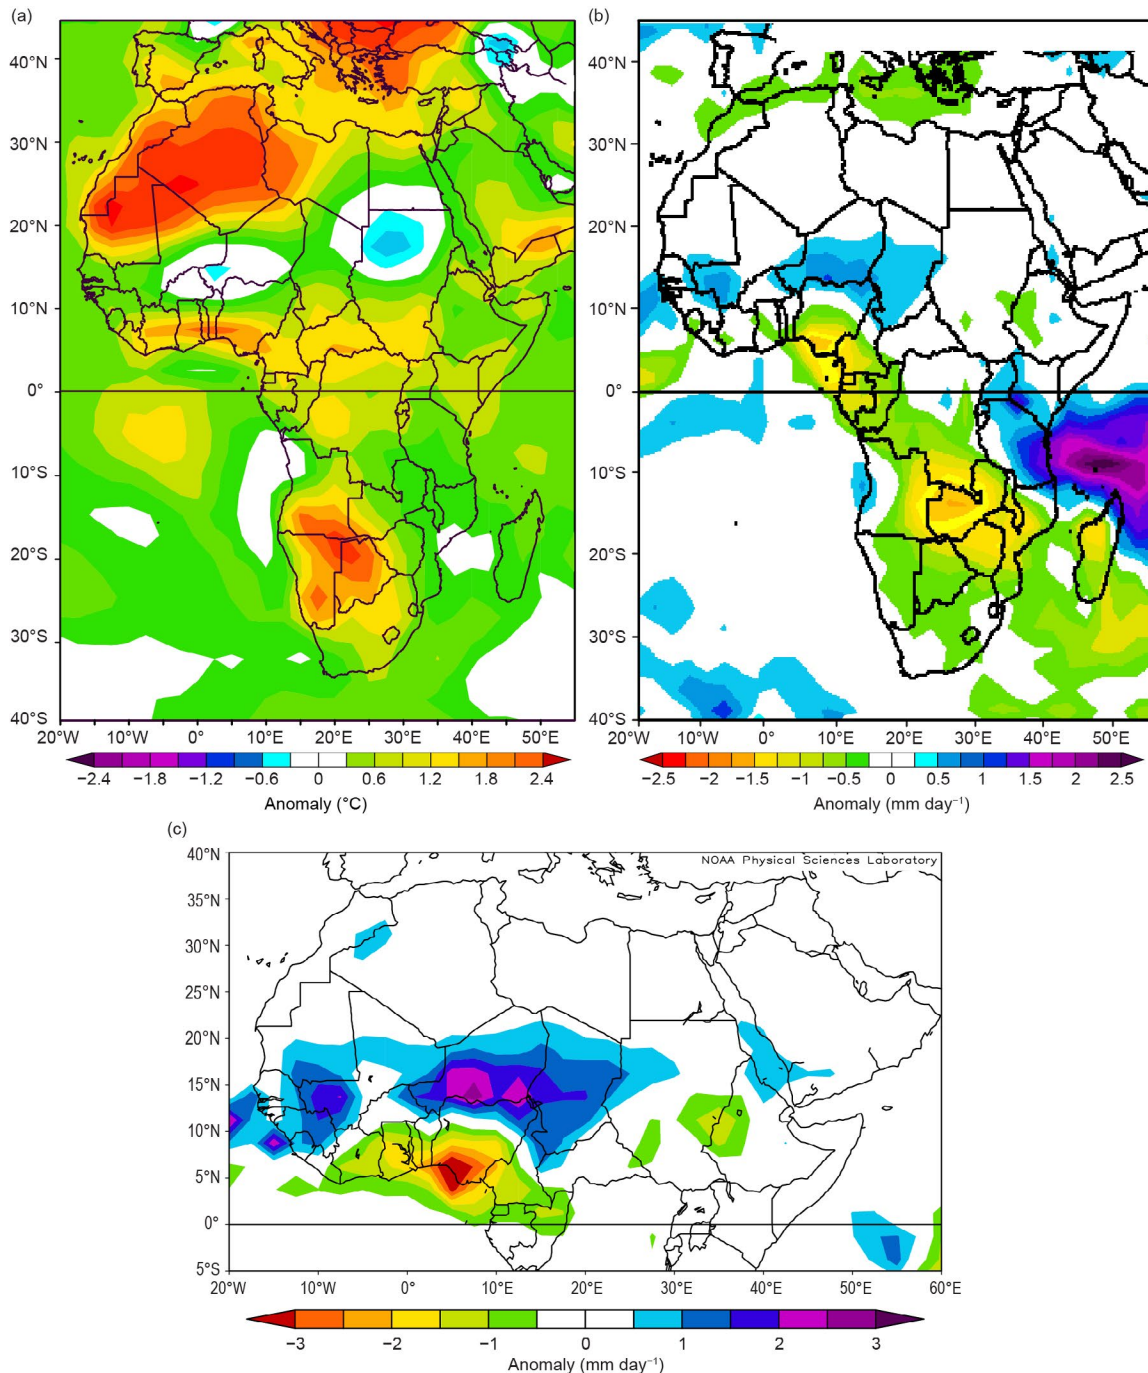 (a)
40°N
30°N
20°N
10°N
0°
10°S
20°S
30°S
40°S
20°W 10°W 0° 10°E 20°E 30°E 40°E 50°E
−2.4 −1.8 −1.2 −0.6 0 0.6 1.2 1.8 2.4
Anomaly (°C)
(b)
40°N
30°N
20°N
10°N
0°
10°S
20°S
30°S
40°S
20°W 10°W 0° 10°E 20°E 30°E 40°E 50°E
−2.5 −2 −1.5 −1 −0.5 0 0.5 1 1.5 2 2.5
Anomaly (mm day⁻¹)
(c)
NOAA Physical Sciences Laboratory
40°N
35°N
30°N
25°N
20°N
15°N
10°N
5°N
0°
5°S
20°W 10°W 0° 10°E 20°E 30°E 40°E 50°E 60°E
−3 −2 −1 0 1 2 3
Anomaly (mm day⁻¹)